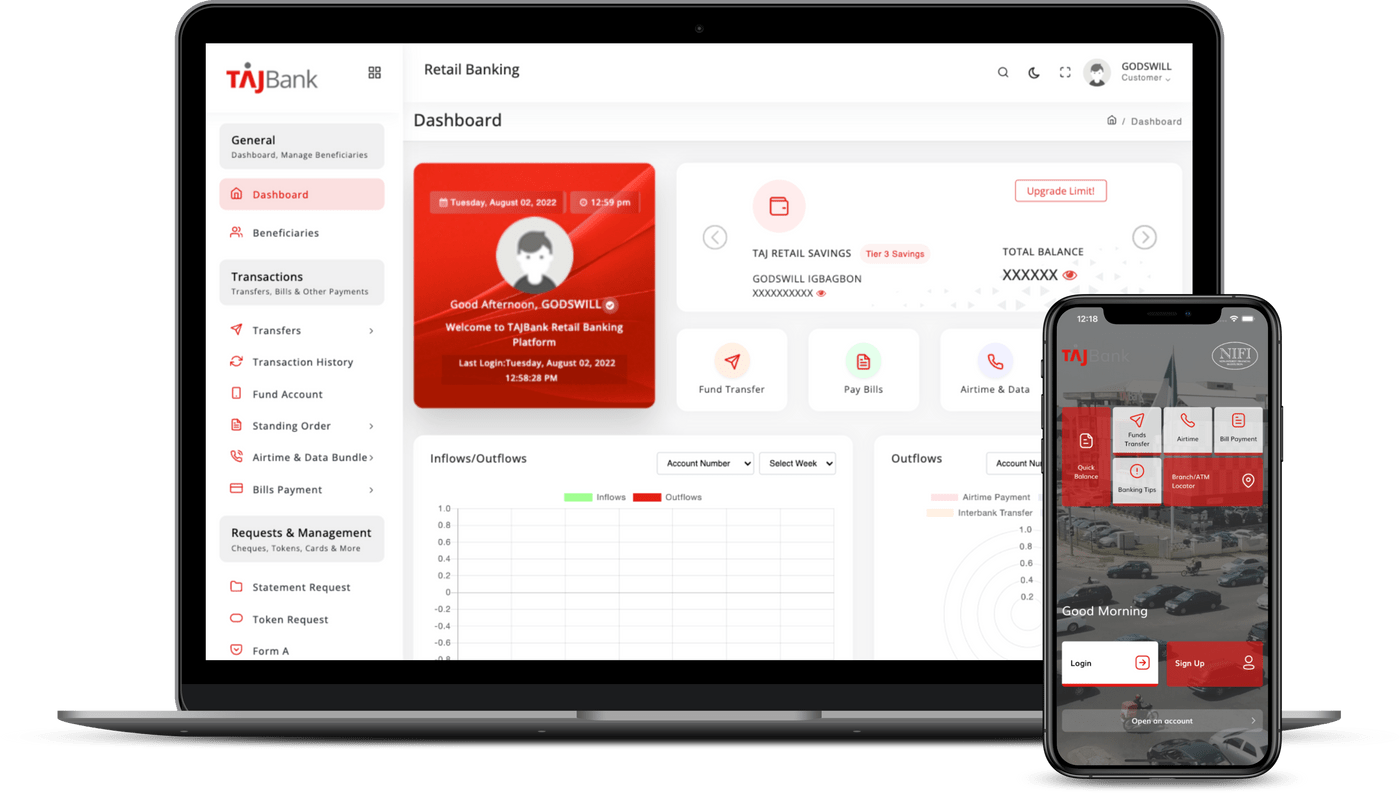 TAJBank
Retail Banking
GODSWILL
Customer
Dashboard
/ Dashboard
General
Dashboard, Manage Beneficiaries
Dashboard
Beneficiaries
Transactions
Transfers, Bills & Other Payments
Transfers
Transaction History
Fund Account
Standing Order
Airtime & Data Bundle
Bills Payment
Requests & Management
Cheques, Tokens, Cards & More
Statement Request
Token Request
Form A
Tuesday, August 02, 2022
12:59 pm
Good Afternoon, GODSWILL
Welcome to TAJBank Retail Banking
Platform
Last Login:Tuesday, August 02, 2022
12:58:28 PM
Upgrade Limit!
TAJ RETAIL SAVINGS
Tier 3 Savings
GODSWILL IGBAGBON
XXXXXXXXXX
TOTAL BALANCE
XXXXXX
Fund Transfer
Pay Bills
Airtime & Data
Inflows/Outflows
Account Number
Select Week
Inflows
Outflows
1.0
0.8
0.6
0.4
0.2
0
-0.2
-0.4
-0.6
-0.8
Outflows
Account Nu
Airtime Payment
Interbank Transfer
1.0
0.8
0.6
0.4
0.2
12:18
TAJBank
NIFI
Quick
Balance
Funds
Transfer
Airtime
Bill Payment
Banking Tips
Branch/ATM
Locator
Good Morning
Login
Sign Up
Open an account